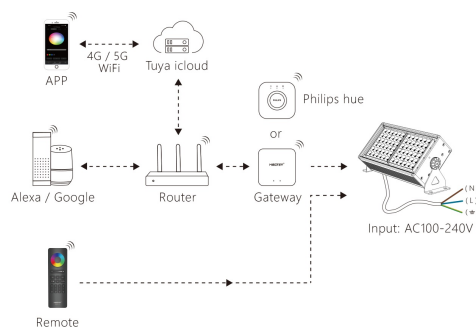 4G / 5G
WiFi
APP
Tuya icloud
Philips hue
or
Alexa / Google
Router
Gateway
(N
(L)
Input: AC100-240V
Remote